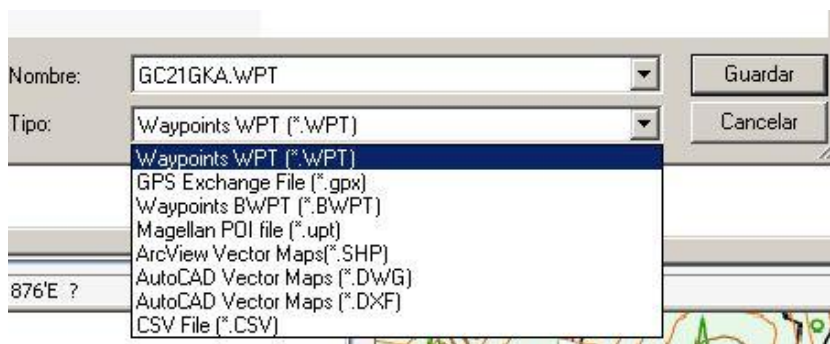 Nombre: GC21GKA.WPT Guardar
Tipo: Waypoints WPT (*.WPT) Cancelar
Waypoints WPT (*.WPT)
GPS Exchange File (*.gpx)
Waypoints BWPT (*.BWPT)
Magellan POI file (*.upt)
ArcView Vector Maps(*.SHP)
876'E ? AutoCAD Vector Maps (*.DWG)
AutoCAD Vector Maps (*.DXF)
CSV File (*.CSV)